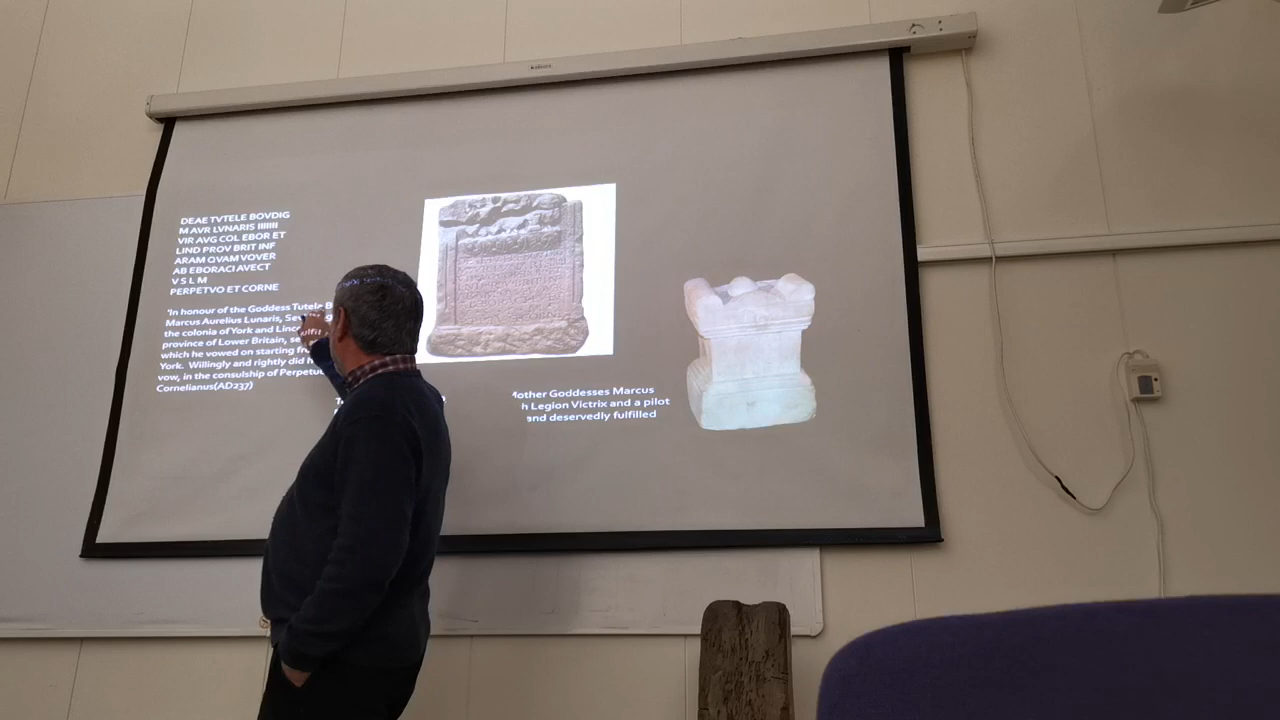 DEAE TVTELE BOVDIG
M AVR LVNARIS IIIIII
VIR AVG COL EBOR ET
LIND PROV BRIT INF
ARAM QVAM VOVER
AB EBORACI AVECT
V S L M
PERPETVO ET CORNE
'In honour of the Goddess Tutele
Marcus Aurelius Lunaris,
the colonia of York and
province of Lower Britain,
which he vowed on starting
York. Willingly and rightly did
vow, in the consulship of
Cornelianus(AD237)
Mother Goddesses Marcus
h Legion Victrix and a pilot
and deservedly fulfilled